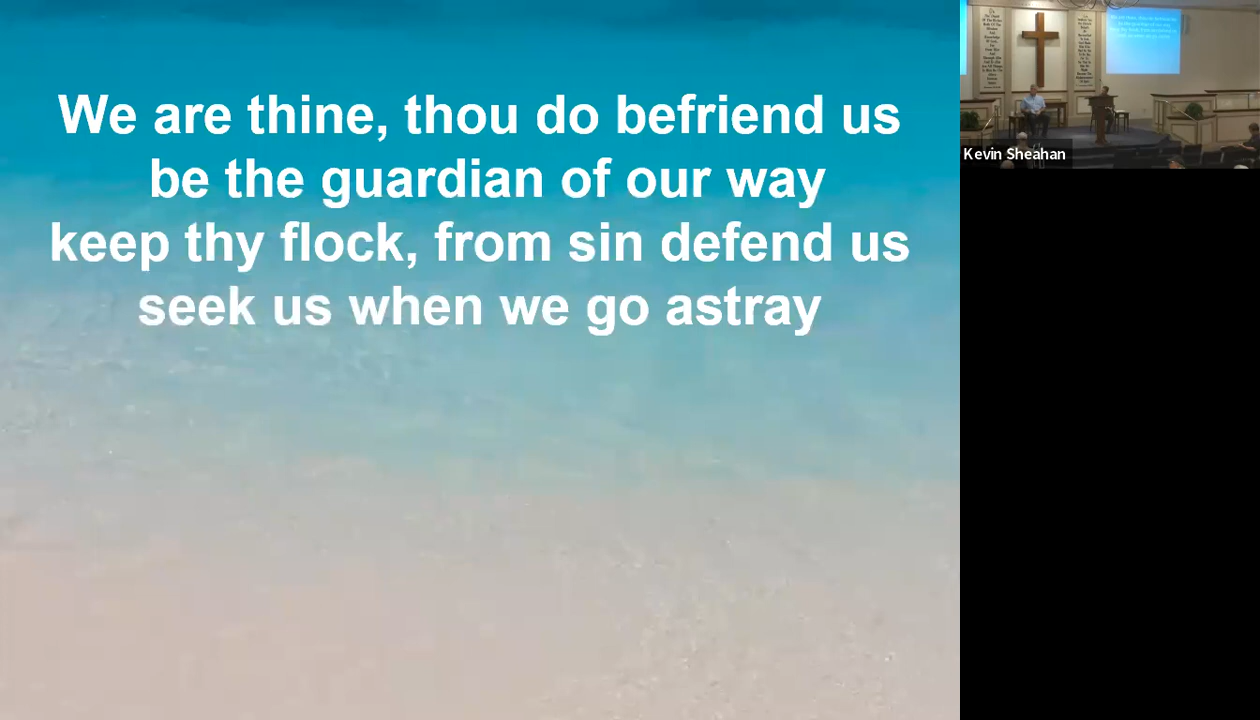 We are thine, thou do befriend us
be the guardian of our way
keep thy flock, from sin defend us
seek us when we go astray
Kevin Sheahan